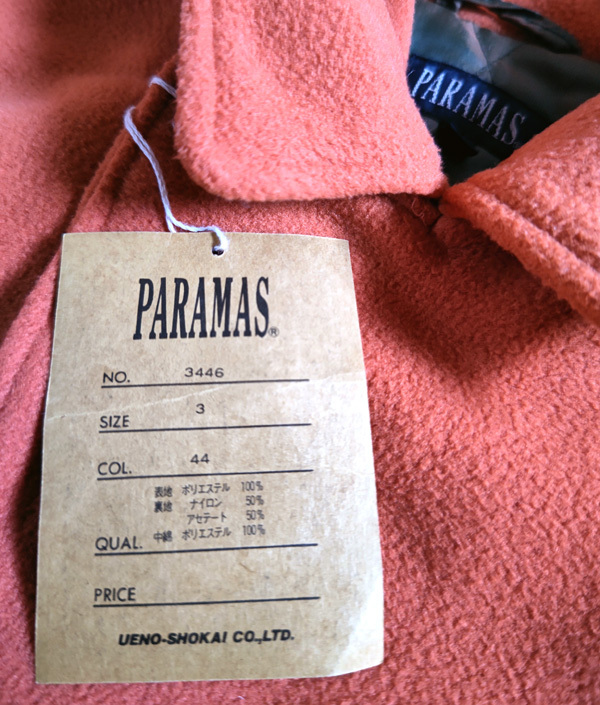 PARAMAS
PARAMAS®
NO. 3446
SIZE 3
COL. 44
表地 ポリエステル 100%
裏地 ナイロン 50%
アセテート 50%
QUAL. 中綿 ポリエステル 100%
PRICE
UENO-SHOKAI CO.,LTD.